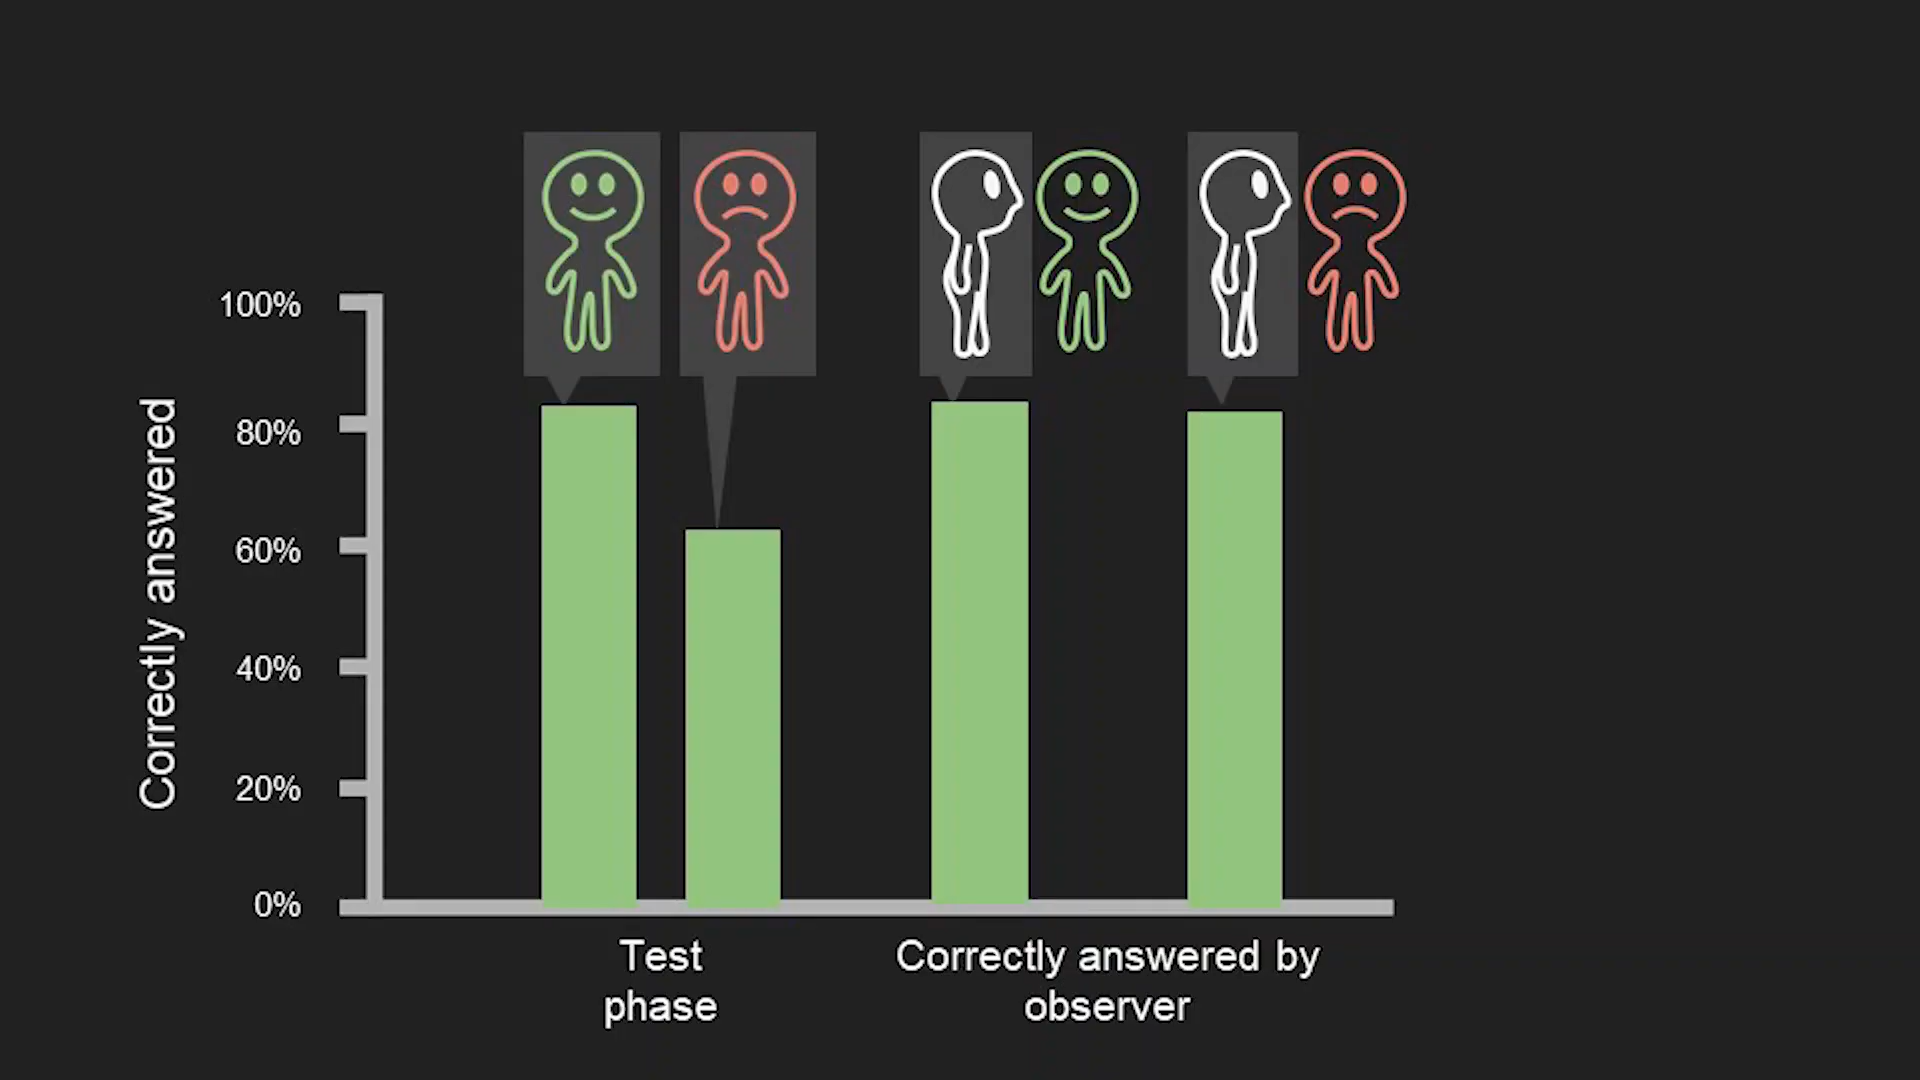 100%
80%
60%
40%
20%
0%
Correctly answered
Test
phase
Correctly answered by
observer